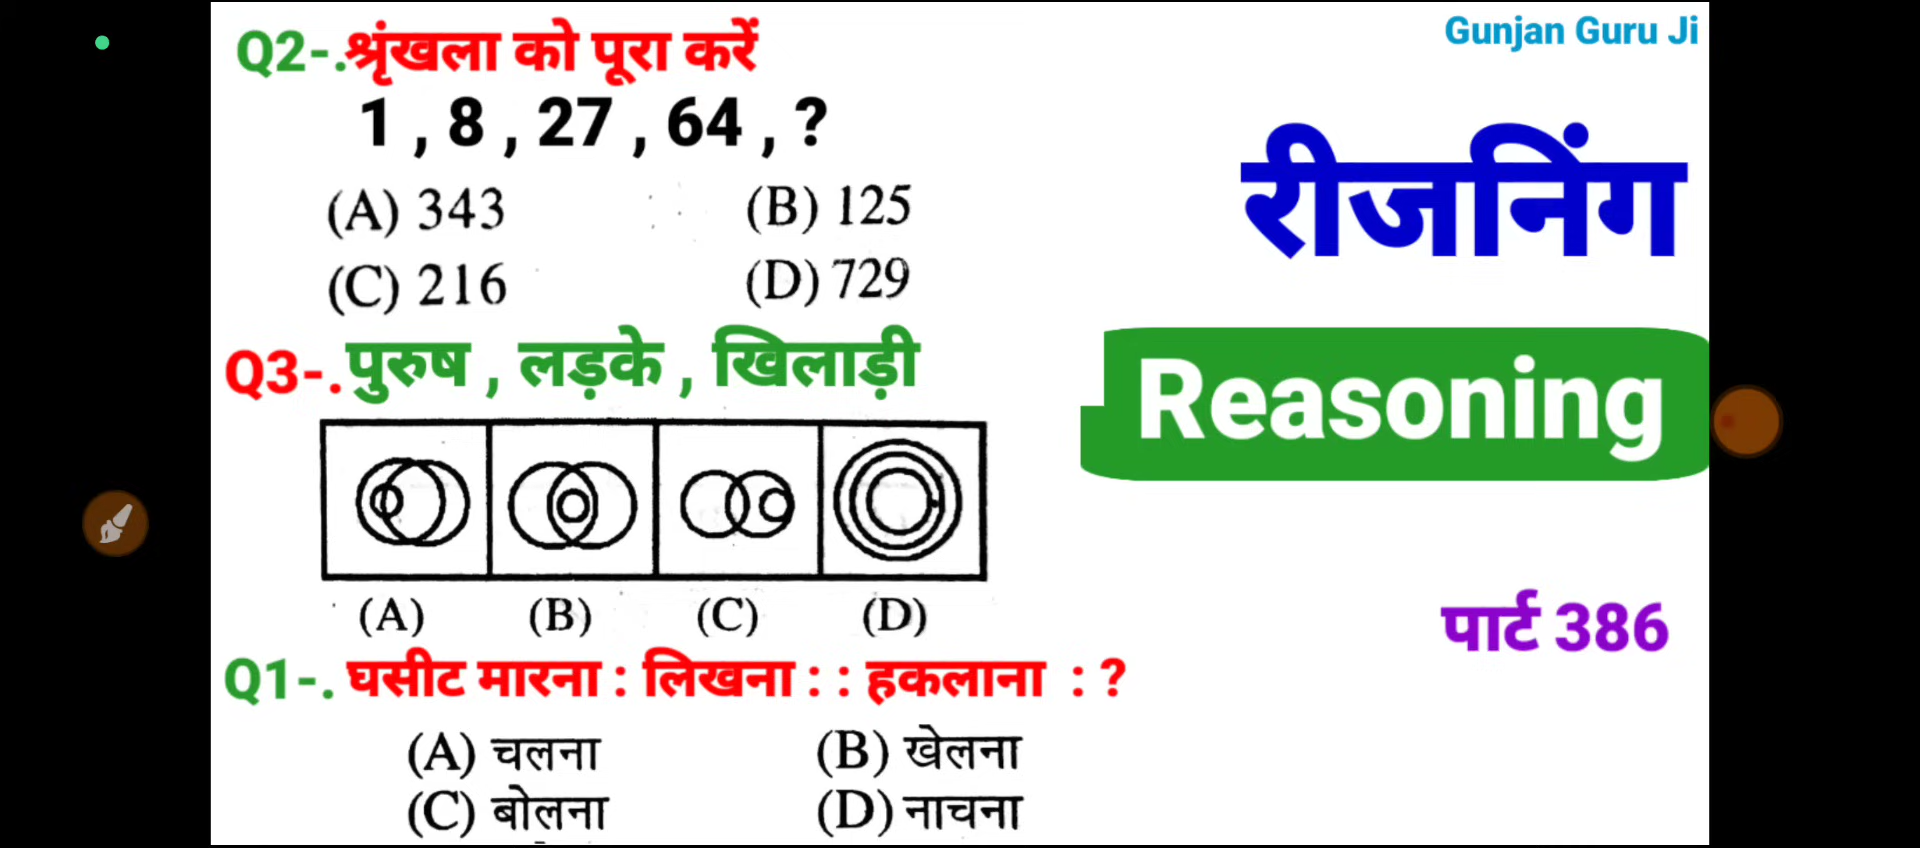 Gunjan Guru Ji
Q2-.श्रृंखला को पूरा करें
1 , 8 , 27 , 64 , ?
(A) 343 (B) 125
(C) 216 (D) 729
रीजनिंग
Reasoning
Q3-.पुरुष , लड़के , खिलाड़ी
(A) (B) (C) (D)
पार्ट 386
Q1-. घसीट मारना : लिखना : : हकलाना : ?
(A) चलना (B) खेलना
(C) बोलना (D) नाचना